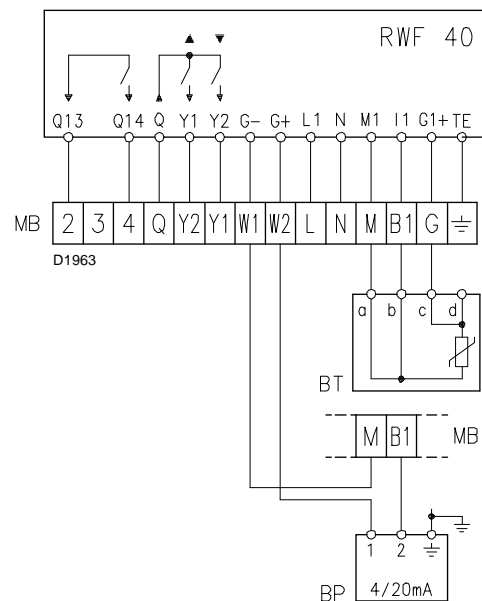 RWF 40
Q13 Q14 Q Y1 Y2 G- G+ L1 N M1 I1 G1+ TE
MB 2 3 4 Q Y2 Y1 W1 W2 L N M B1 G
D1963
a b c d
BT
M B1 MB
1 2
BP 4/20mA